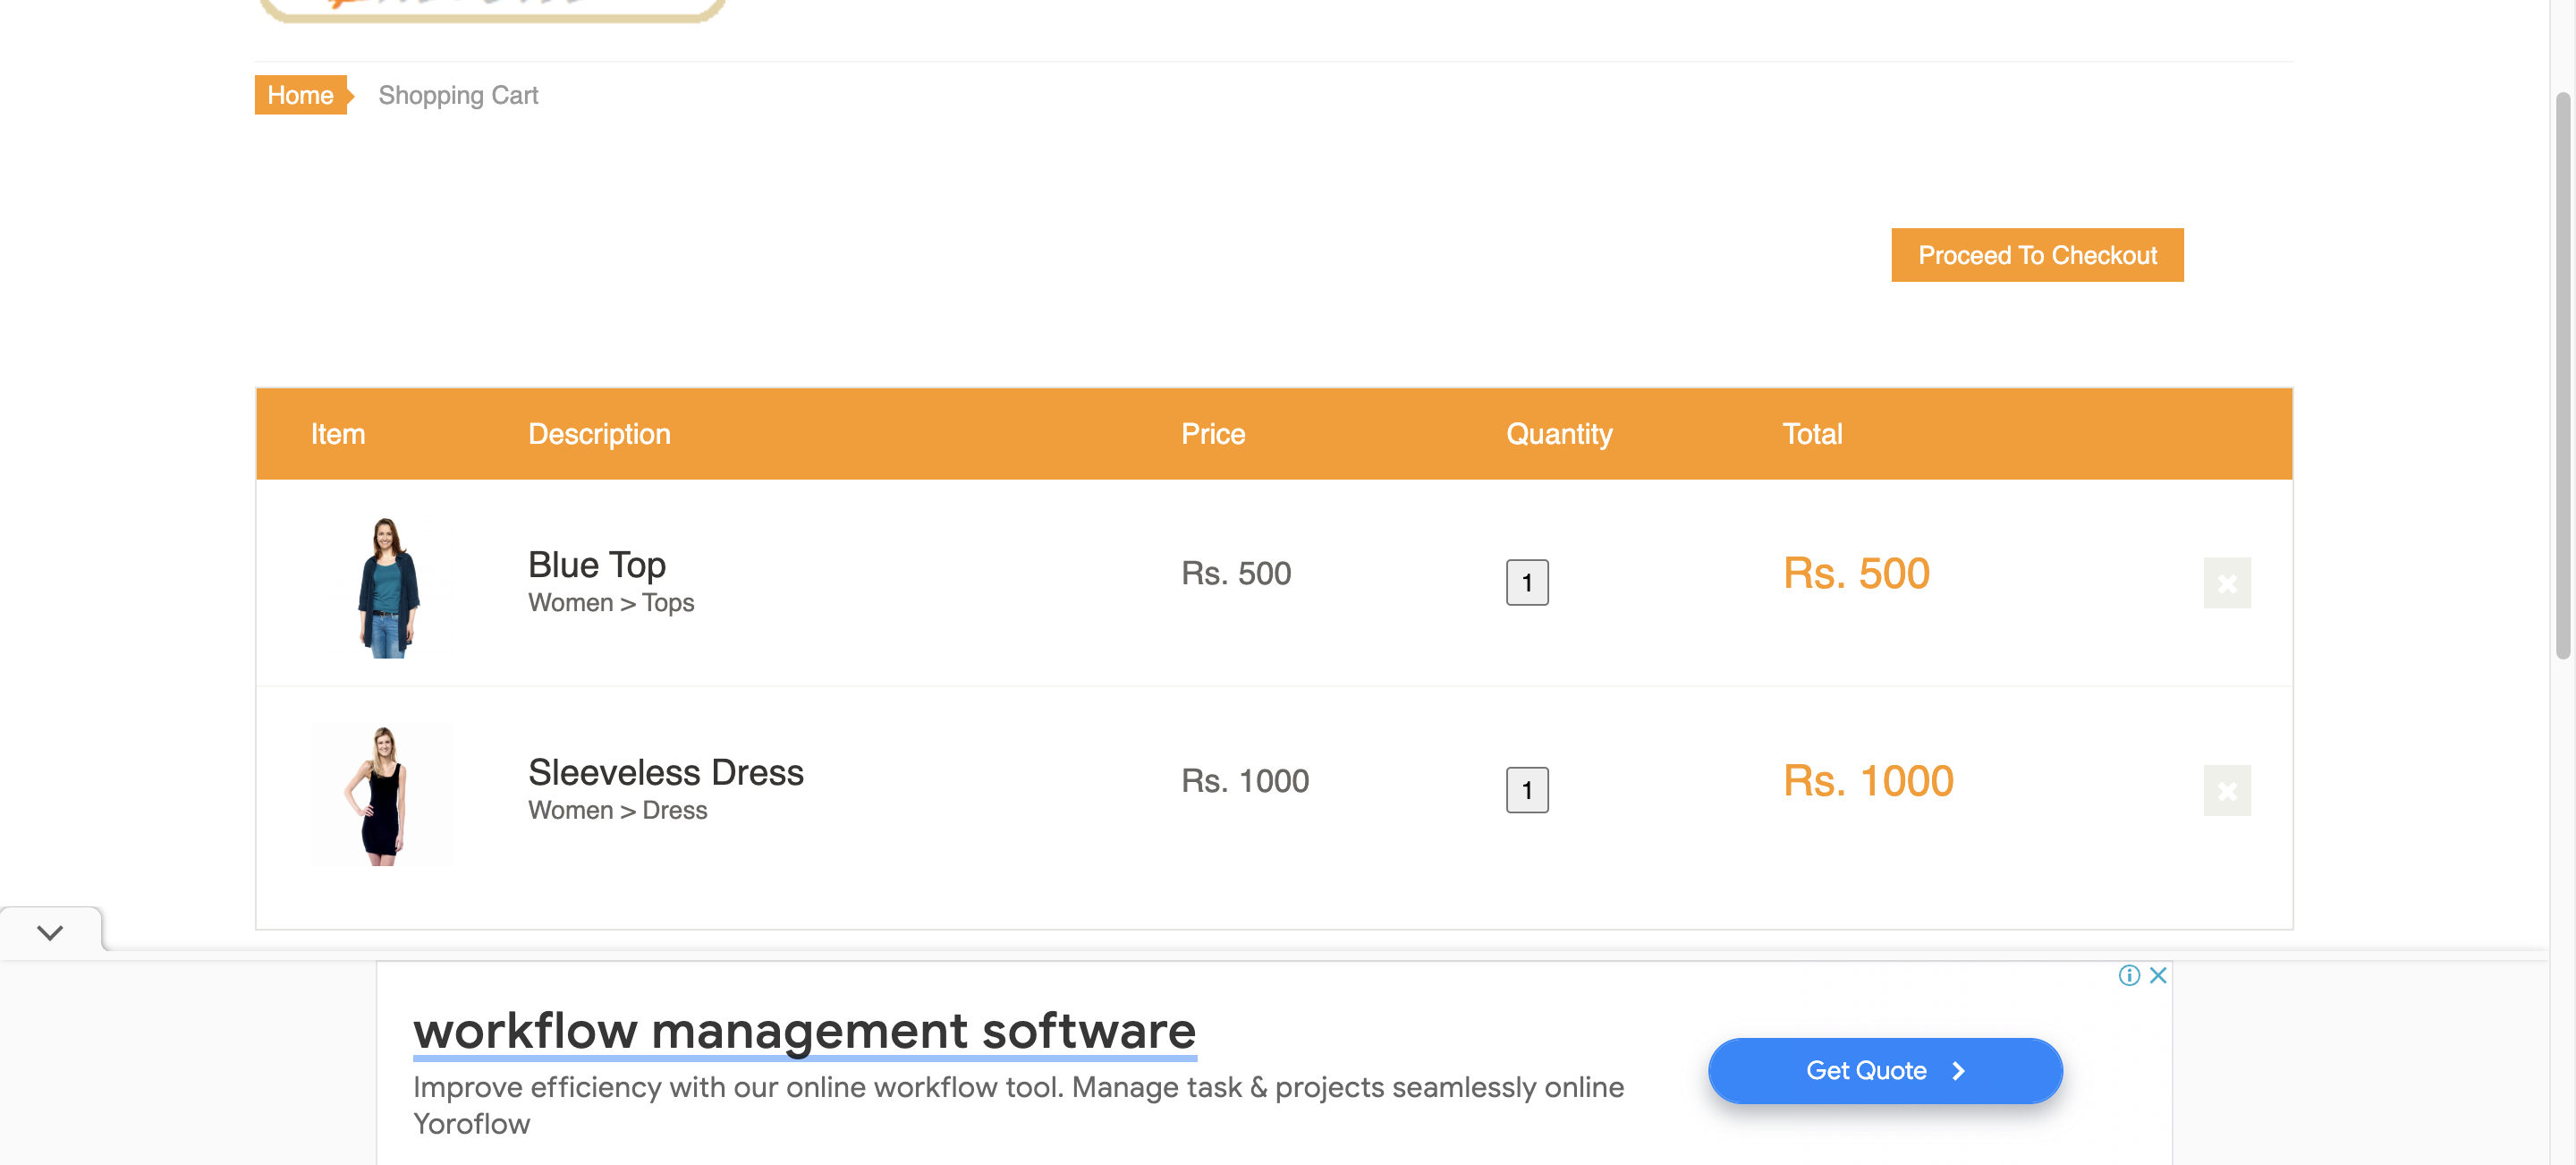 Home
Shopping Cart
Proceed To Checkout
Item Description Price Quantity Total
Blue Top
Women > Tops
Rs. 500
1
Rs. 500
Sleeveless Dress
Women > Dress
Rs. 1000
1
Rs. 1000
workflow management software
Improve efficiency with our online workflow tool. Manage task & projects seamlessly online
Yoroflow
Get Quote